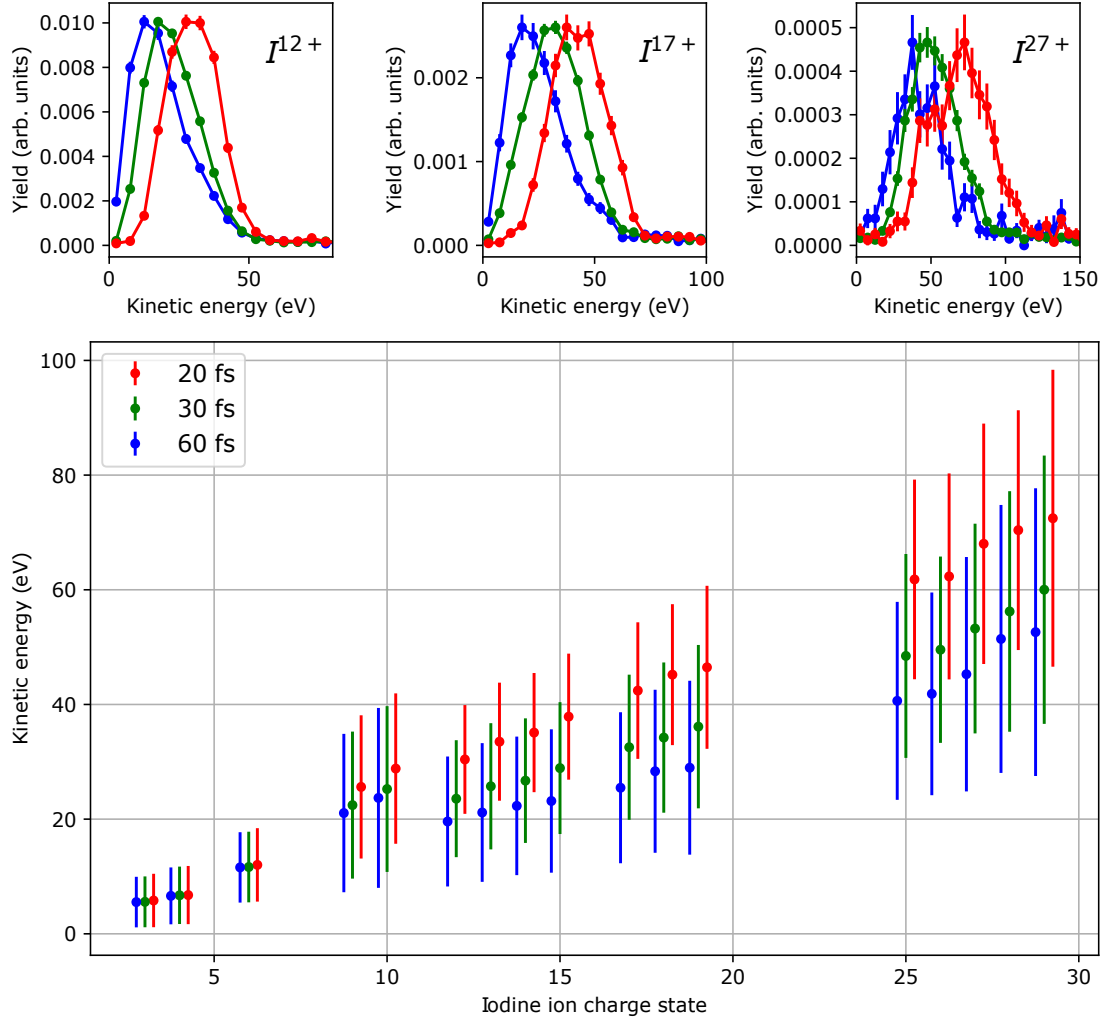 Yield (arb. units)
0.010
0.008
0.006
0.004
0.002
0.000
I12+
0 50
Kinetic energy (eV)
Yield (arb. units)
0.002
0.001
0.000
I17+
0 50 100
Kinetic energy (eV)
Yield (arb. units)
0.0005
0.0004
0.0003
0.0002
0.0001
0.0000
I27+
0 50 100 150
Kinetic energy (eV)
Kinetic energy (eV)
100
80
60
40
20
0
20 fs
30 fs
60 fs
5 10 15 20 25 30
Iodine ion charge state